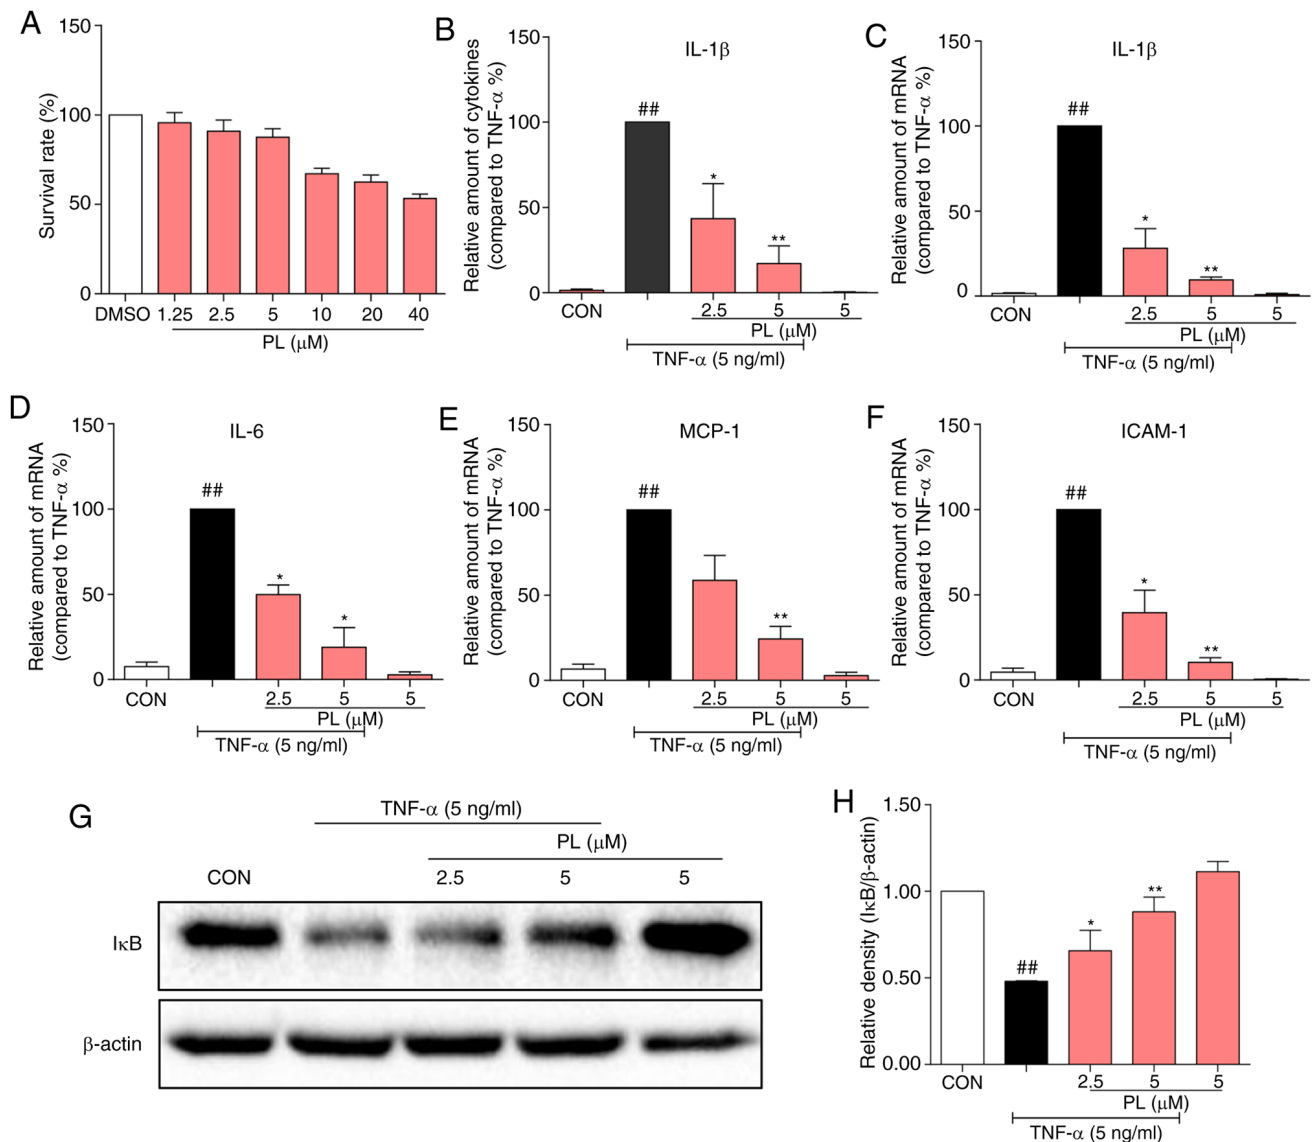 A
Survival rate (%)
150
100
50
0
DMSO 1.25 2.5 5 10 20 40
PL (μM)
B
Relative amount of cytokines
(compared to TNF-α %)
IL-1β
150
100
50
0
##
*
**
CON 2.5 5 5
PL (μM)
TNF-α (5 ng/ml)
C
Relative amount of mRNA
(compared to TNF-α %)
IL-1β
150
100
50
0
##
*
**
CON 2.5 5 5
PL (μM)
TNF-α (5 ng/ml)
D
Relative amount of mRNA
(compared to TNF-α %)
IL-6
150
100
50
0
##
*
*
CON 2.5 5 5
PL (μM)
TNF-α (5 ng/ml)
E
Relative amount of mRNA
(compared to TNF-α %)
MCP-1
150
100
50
0
##
**
CON 2.5 5 5
PL (μM)
TNF-α (5 ng/ml)
F
Relative amount of mRNA
(compared to TNF-α %)
ICAM-1
150
100
50
0
##
*
**
CON 2.5 5 5
PL (μM)
TNF-α (5 ng/ml)
G
TNF-α (5 ng/ml)
PL (μM)
CON 2.5 5 5
IκB
β-actin
H
Relative density (IκB/β-actin)
1.50
1.00
0.50
0.00
##
*
**
CON 2.5 5 5
PL (μM)
TNF-α (5 ng/ml)